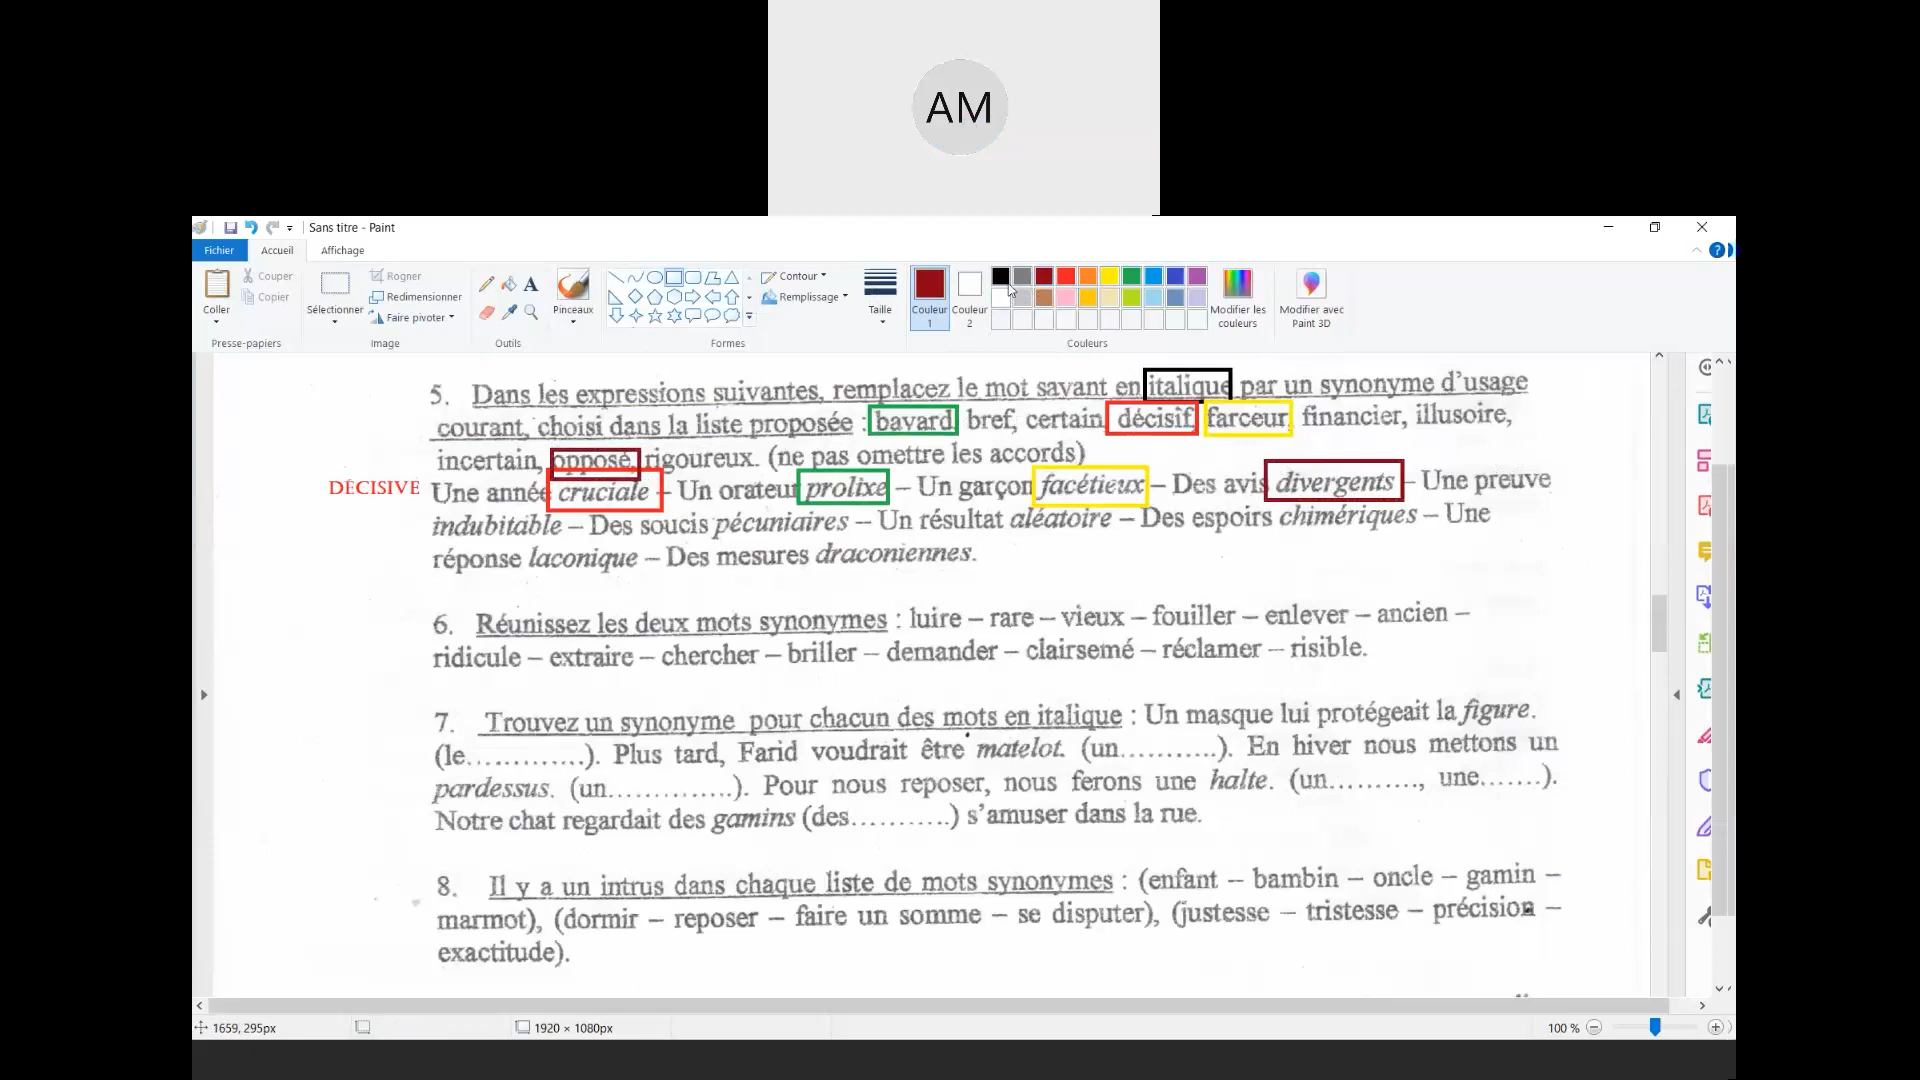 AM
Sans titre - Paint
Fichier
Accueil
Affichage
Coller
Couper
Copier
Presse-papiers
Sélectionner
Rogner
Redimensionner
Faire pivoter
Image
A
Outils
Pinceaux
Contour
Remplissage
Formes
Taille
Couleur
1
Couleur
2
Modifier les
couleurs
Couleurs
Modifier avec
Paint 3D
5. Dans les expressions suivantes, remplacez le mot savant en italique par un synonyme d'usage
courant, choisi dans la liste proposée : bavard, bref, certain, décisif, farceur, financier, illusoire,
incertain, opposé, rigoureux. (ne pas omettre les accords)
DÉCISIVE
Une année cruciale – Un orateur prolixe – Un garçon facétieux – Des avis divergents – Une preuve
indubitable – Des soucis pécuniaires – Un résultat aléatoire – Des espoirs chimériques – Une
réponse laconique – Des mesures draconiennes.
6. Réunissez les deux mots synonymes : luire – rare – vieux – fouiller – enlever – ancien –
ridicule – extraire – chercher – briller – demander – clairsemé – réclamer – risible.
7. Trouvez un synonyme pour chacun des mots en italique : Un masque lui protégeait la figure.
(le.............). Plus tard, Farid voudrait être matelot. (un...........). En hiver nous mettons un
pardessus. (un..............). Pour nous reposer, nous ferons une halte. (un.........., une.......).
Notre chat regardait des gamins (des...........) s'amuser dans la rue.
8. Il y a un intrus dans chaque liste de mots synonymes : (enfant – bambin – oncle – gamin –
marmot), (dormir – reposer – faire un somme – se disputer), (justesse – tristesse – précision –
exactitude).
1659, 295px
1920 × 1080px
100 %